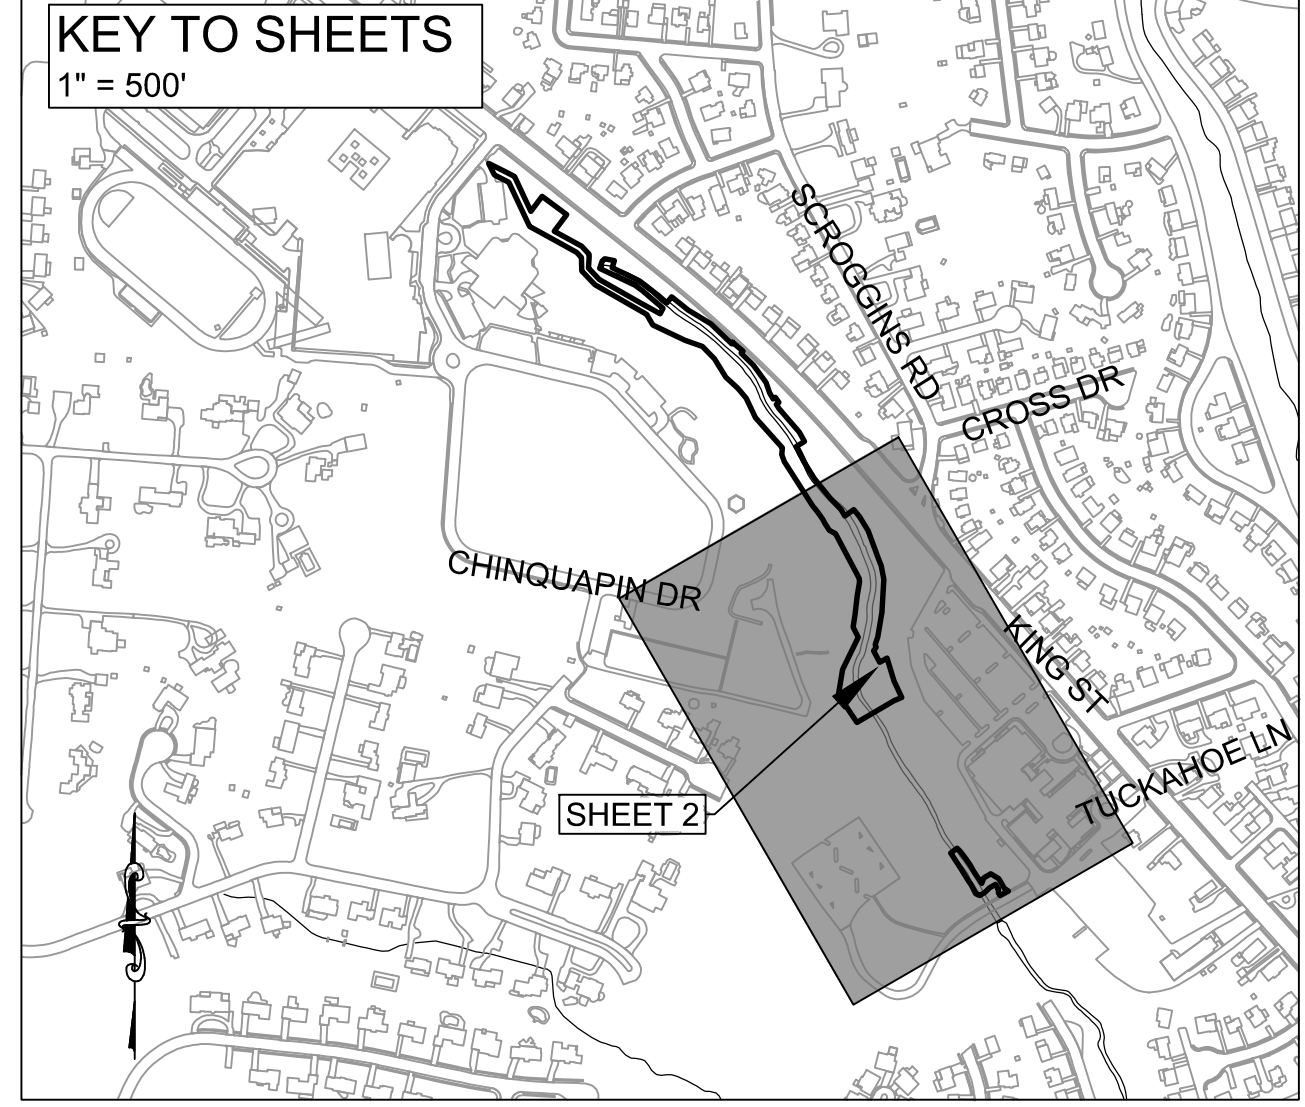 KEY TO SHEETS
1" = 500'
SCROGGINS RD
CROSS DR
CHINQUAPIN DR
KING ST
TUCKAHOE LN
SHEET 2